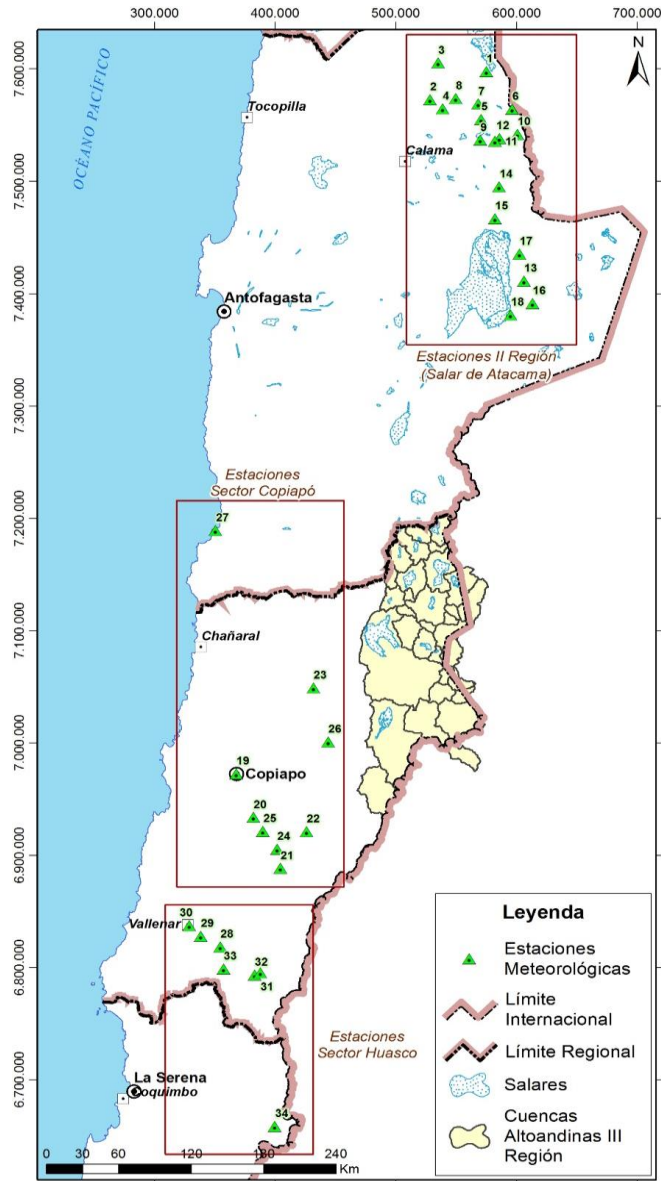 200.000
300.000
400.000
500.000
600.000
700.000
7.600.000
7.500.000
7.400.000
7.300.000
7.200.000
7.100.000
7.000.000
6.900.000
6.800.000
6.700.000
N
OCÉANO PACÍFICO
3
1
2
4
8
7
5
6
9
12
10
11
Tocopilla
Calama
14
15
17
13
16
18
Antofagasta
Estaciones II Región
(Salar de Atacama)
Estaciones
Sector Copiapó
27
Chañaral
23
26
19
Copiapo
20
25
22
24
21
Vallenar
30
29
28
33
32
31
Estaciones
Sector Huasco
La Serena
Coquimbo
34
0
30
60
120
180
240
Km
Leyenda
Estaciones
Meteorológicas
Límite
Internacional
Límite Regional
Salares
Cuencas
Altoandinas III
Región